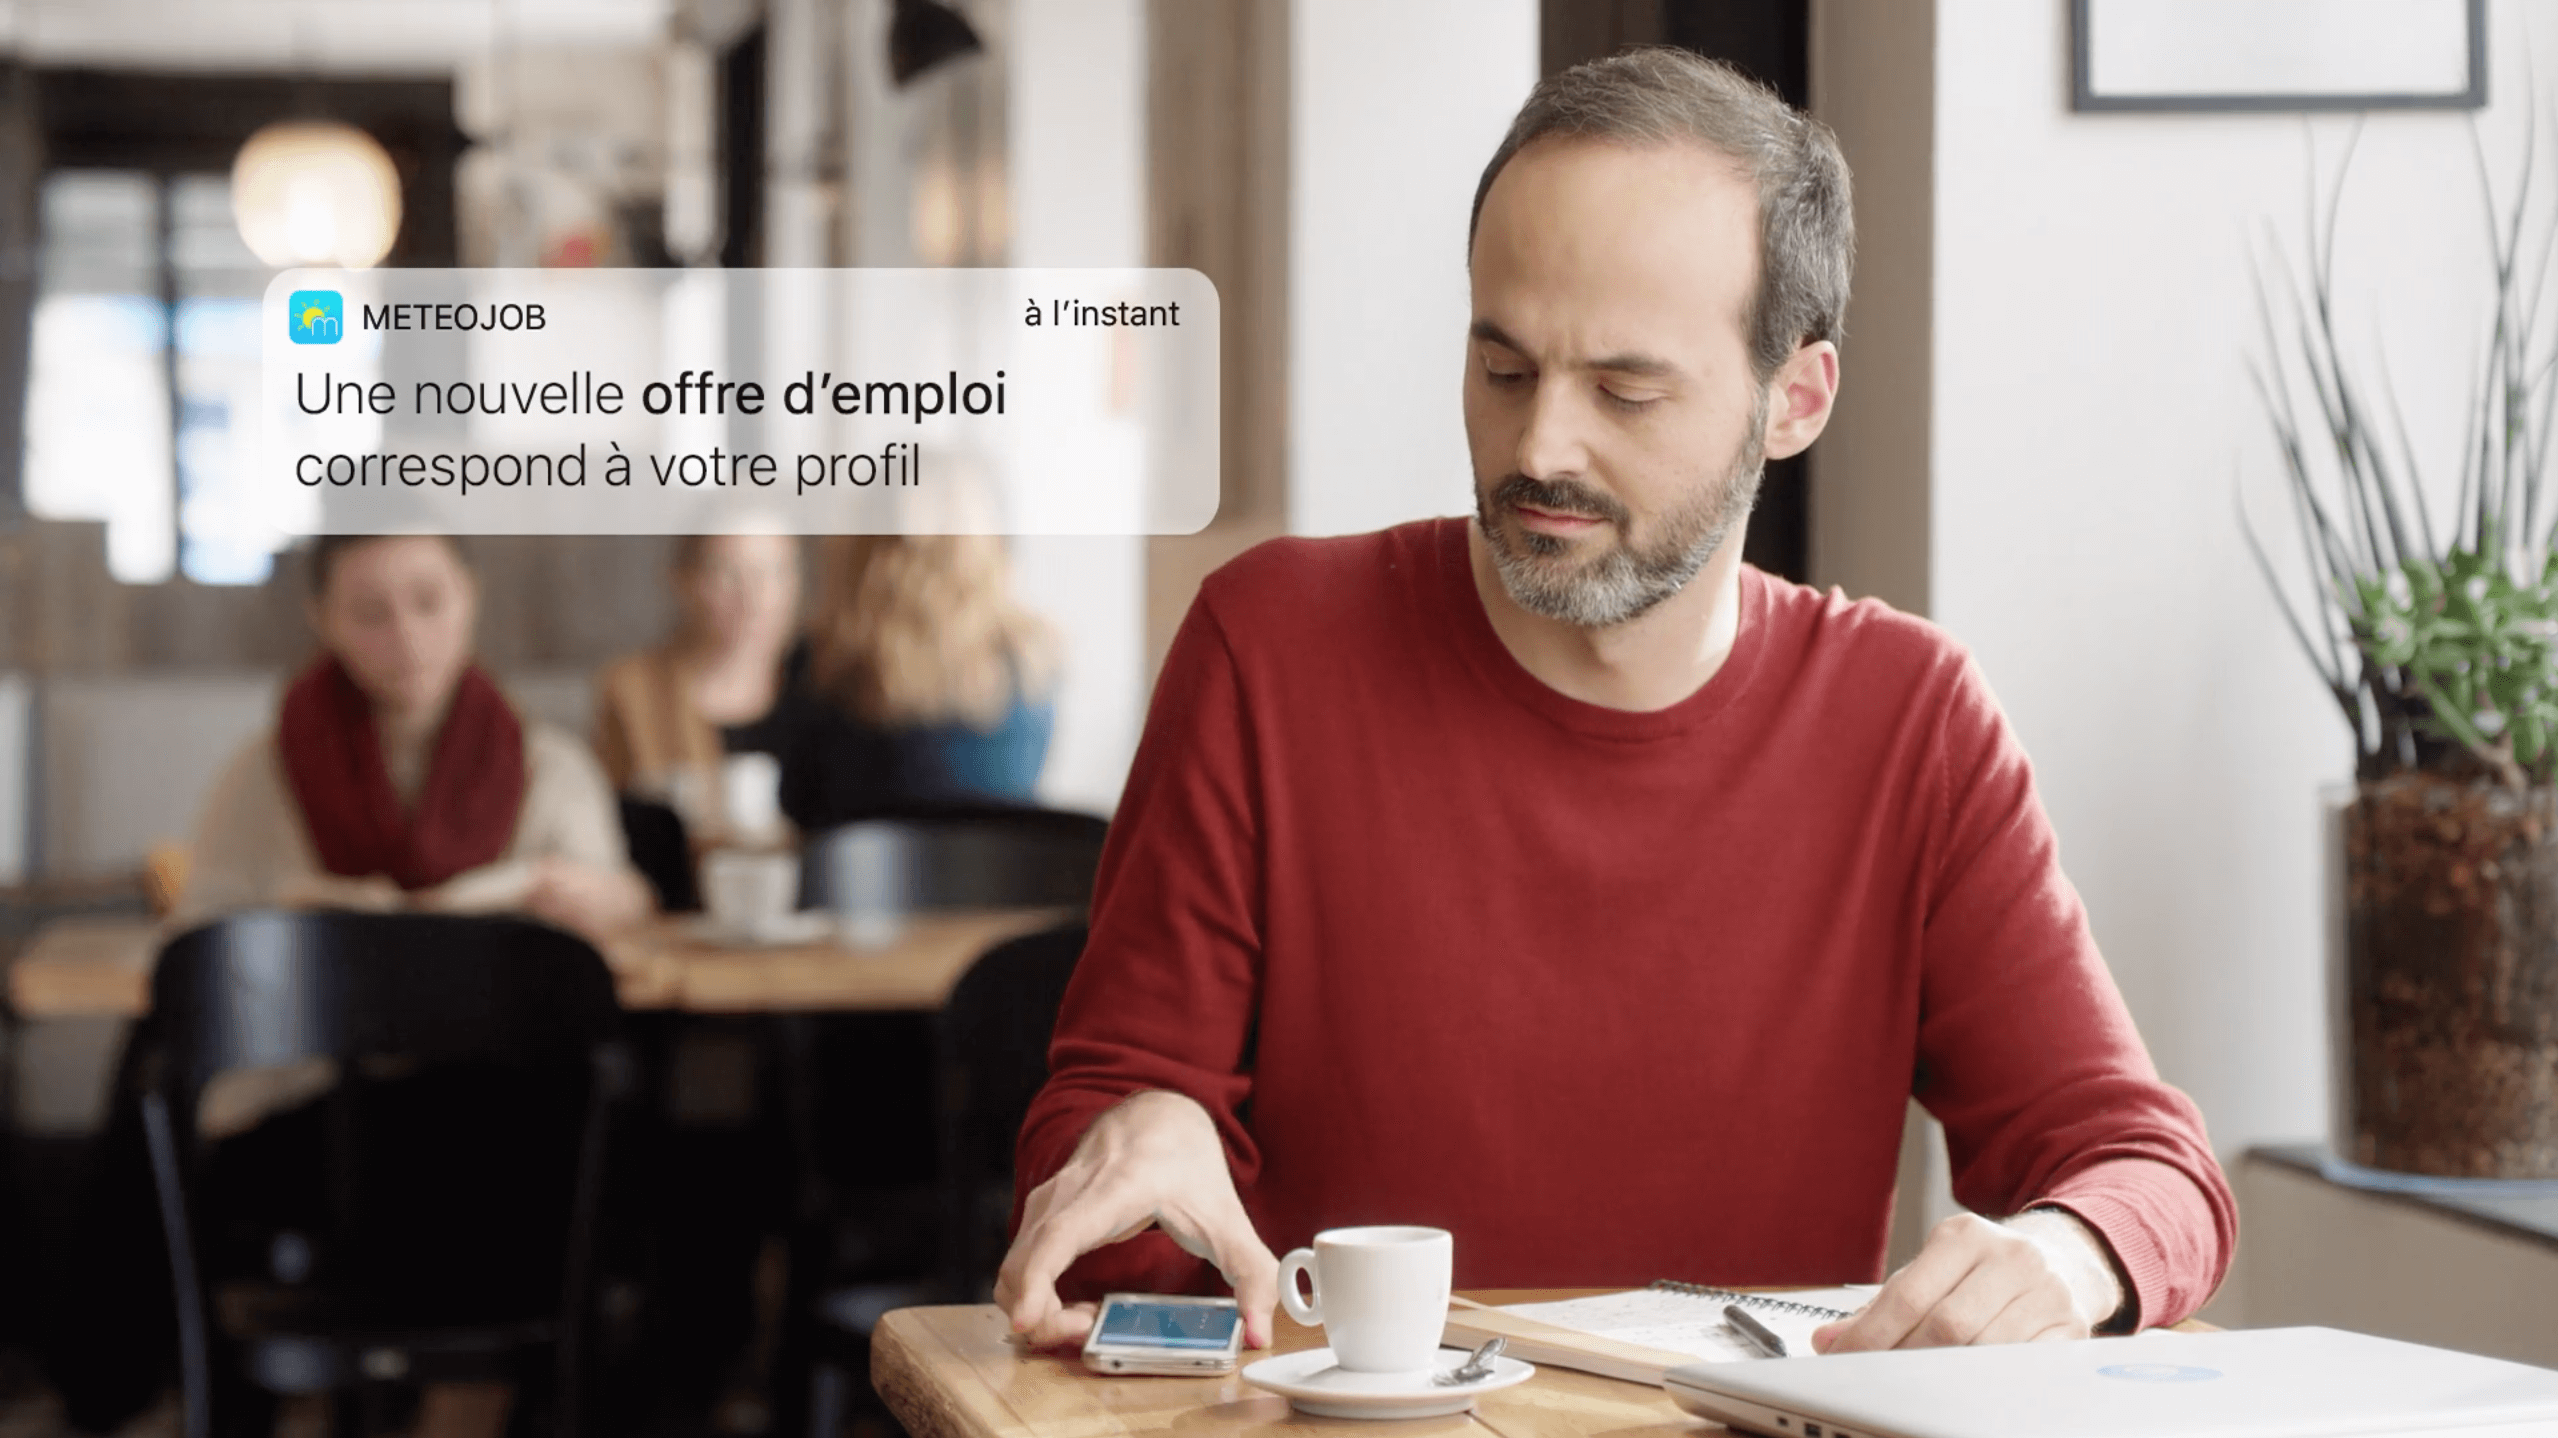 METEOJOB
à l’instant
Une nouvelle offre d’emploi
correspond à votre profil